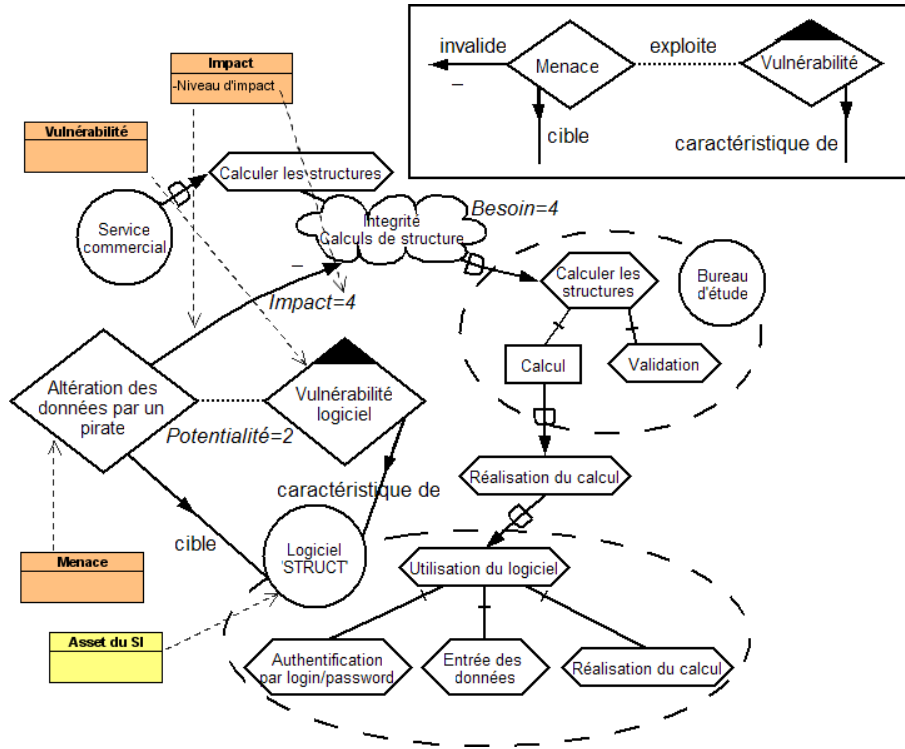 invalide
–
Menace
exploite
Vulnérabilité
cible
caractéristique de
Impact
-Niveau d'impact
Vulnérabilité
Calculer les structures
Service
commercial
Integrité
Calculs de structure
Besoin=4
–
Impact=4
Calculer les
structures
Bureau
d'étude
Calcul
Validation
Altération des
données par un
pirate
Vulnérabilité
logiciel
Potentialité=2
caractéristique de
cible
Réalisation du calcul
Logiciel
'STRUCT'
Menace
Asset du SI
Utilisation du logiciel
Authentification
par login/password
Entrée des
données
Réalisation du calcul